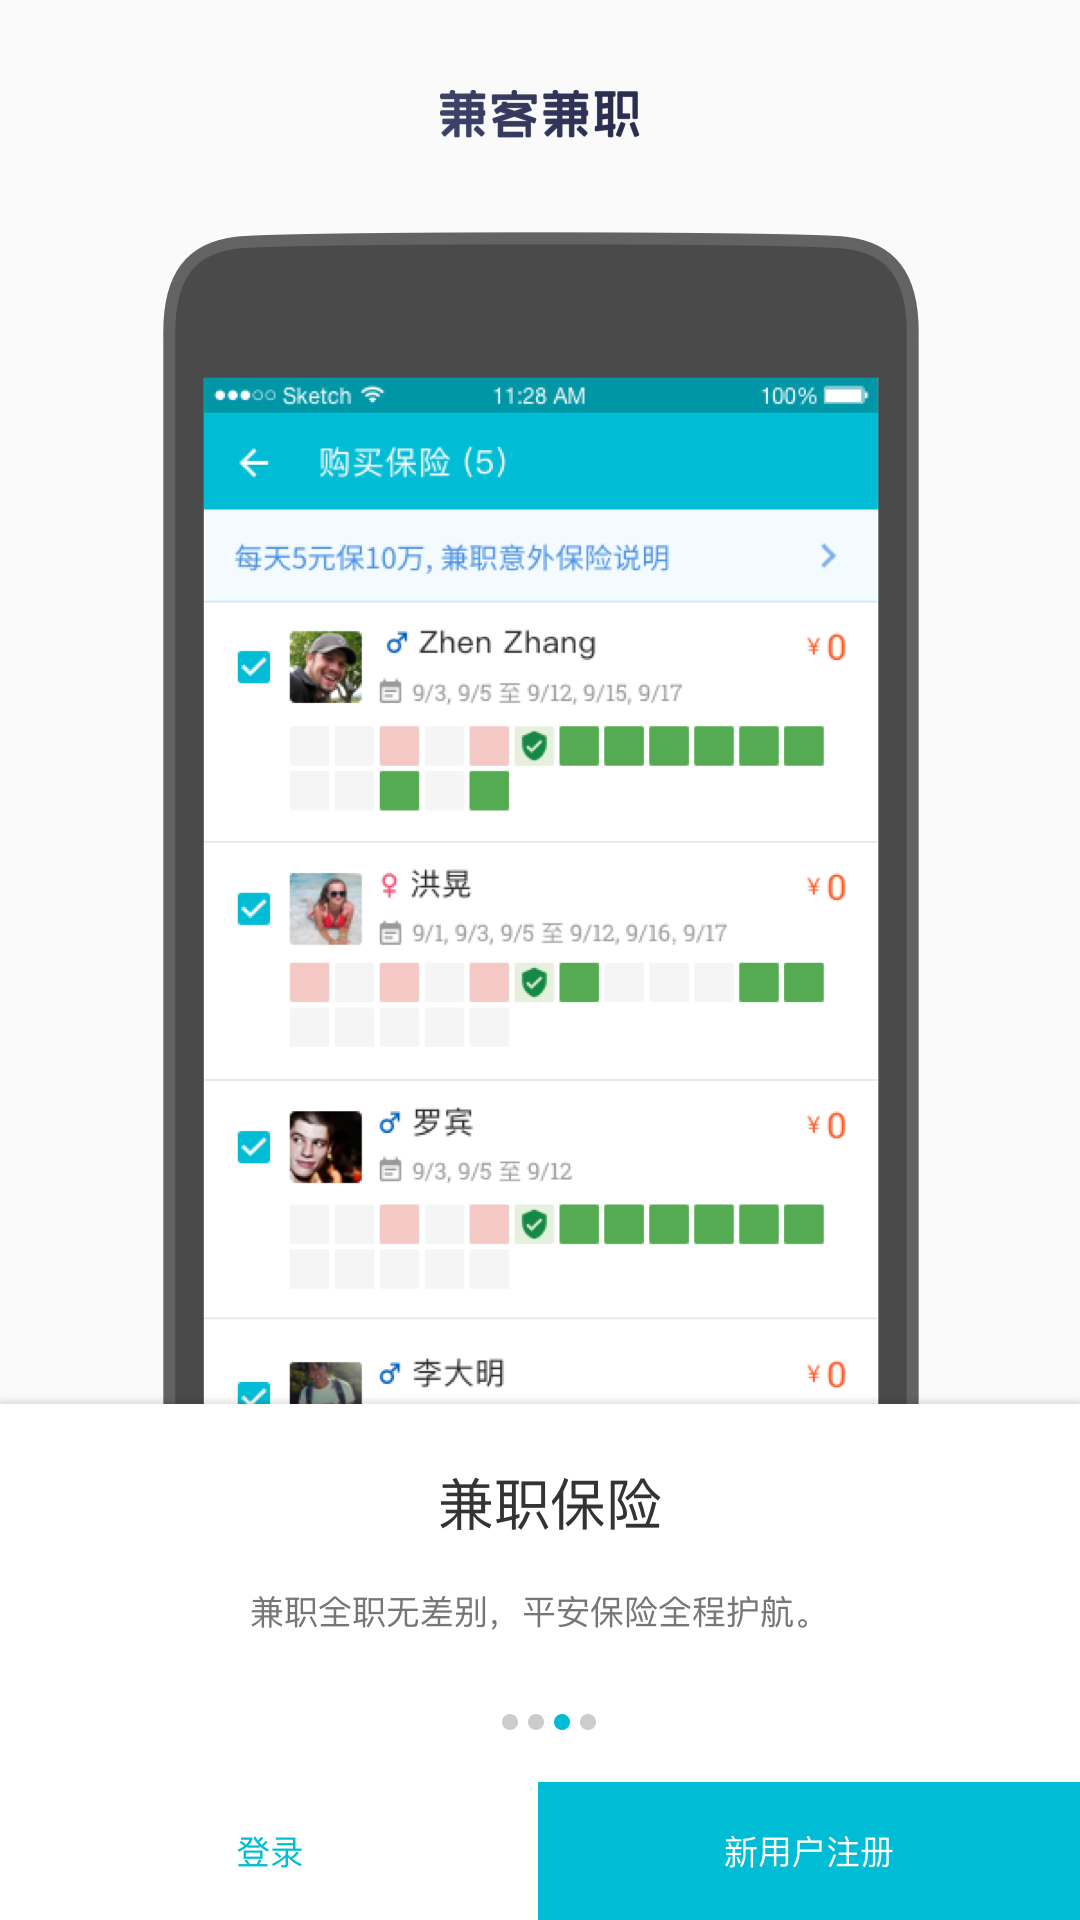 兼客兼职
Sketch 11:28 AM 100%
购买保险 (5)
每天5元保10万, 兼职意外保险说明
Zhen Zhang ¥0
9/3, 9/5 至 9/12, 9/15, 9/17
洪晃 ¥0
9/1, 9/3, 9/5 至 9/12, 9/16, 9/17
罗宾 ¥0
9/3, 9/5 至 9/12
李大明 ¥0
兼职保险
兼职全职无差别，平安保险全程护航。
登录 新用户注册